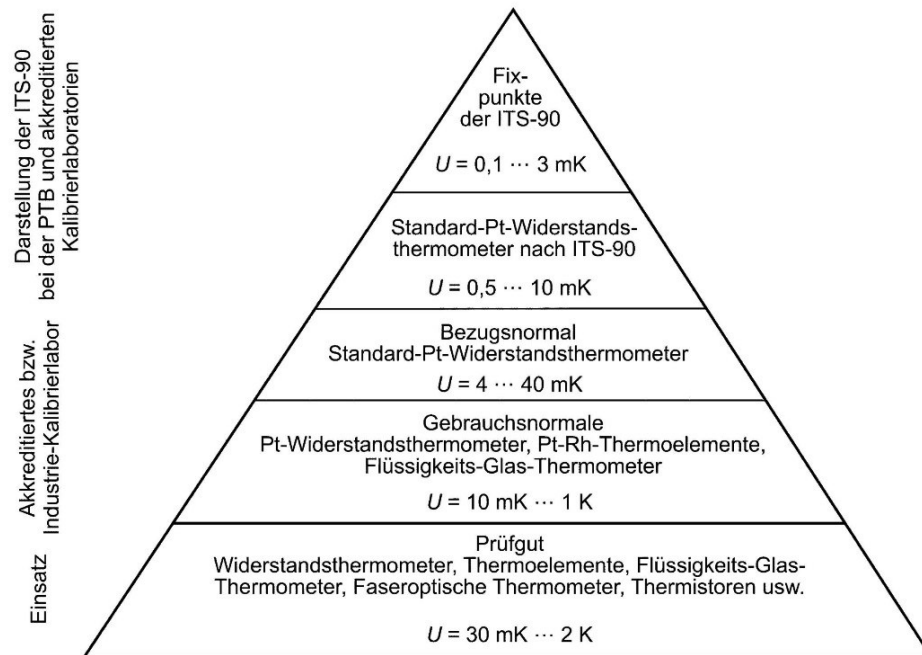 Darstellung der ITS-90
bei der PTB und akkreditierten
Kalibrierlaboratorien
Fix-
punkte
der ITS-90
U = 0,1 ··· 3 mK
Standard-Pt-Widerstands-
thermometer nach ITS-90
U = 0,5 ··· 10 mK
Akkreditiertes bzw.
Industrie-Kalibrierlabor
Bezugsnormal
Standard-Pt-Widerstandsthermometer
U = 4 ··· 40 mK
Gebrauchsnormale
Pt-Widerstandsthermometer, Pt-Rh-Thermoelemente,
Flüssigkeits-Glas-Thermometer
U = 10 mK ··· 1 K
Einsatz
Prüfgut
Widerstandsthermometer, Thermoelemente, Flüssigkeits-Glas-
Thermometer, Faseroptische Thermometer, Thermistoren usw.
U = 30 mK ··· 2 K